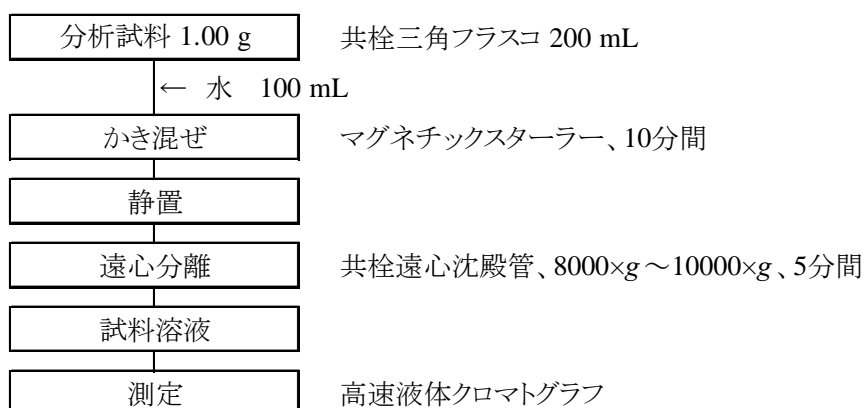 分析試料 1.00 g 共栓三角フラスコ 200 mL
← 水 100 mL
かき混ぜ マグネチックスターラー、10分間
静置
遠心分離 共栓遠心沈殿管、8000×g～10000×g、5分間
試料溶液
測定 高速液体クロマトグラフ